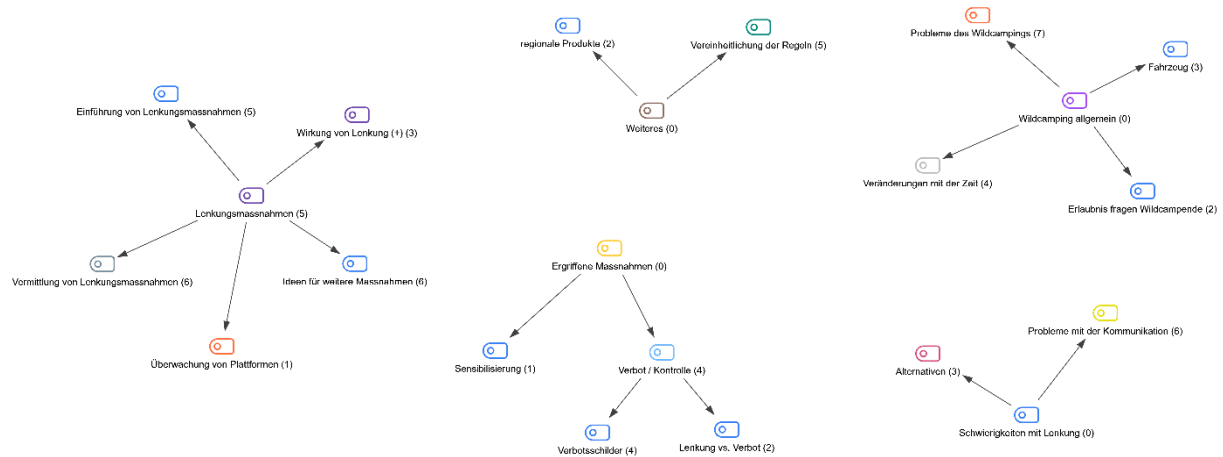 Einführung von Lenkungsmassnahmen (5)
Wirkung von Lenkung (+) (3)
Lenkungsmassnahmen (5)
Vermittlung von Lenkungsmassnahmen (6)
Ideen für weitere Massnahmen (6)
Überwachung von Plattformen (1)
regionale Produkte (2)
Vereinheitlichung der Regeln (5)
Weiteres (0)
Ergriffene Massnahmen (0)
Sensibilisierung (1)
Verbot / Kontrolle (4)
Verbotsschilder (4)
Lenkung vs. Verbot (2)
Probleme des Wildcampings (7)
Fahrzeug (3)
Wildcamping allgemein (0)
Veränderungen mit der Zeit (4)
Erlaubnis fragen Wildcampende (2)
Probleme mit der Kommunikation (6)
Alternativen (3)
Schwierigkeiten mit Lenkung (0)